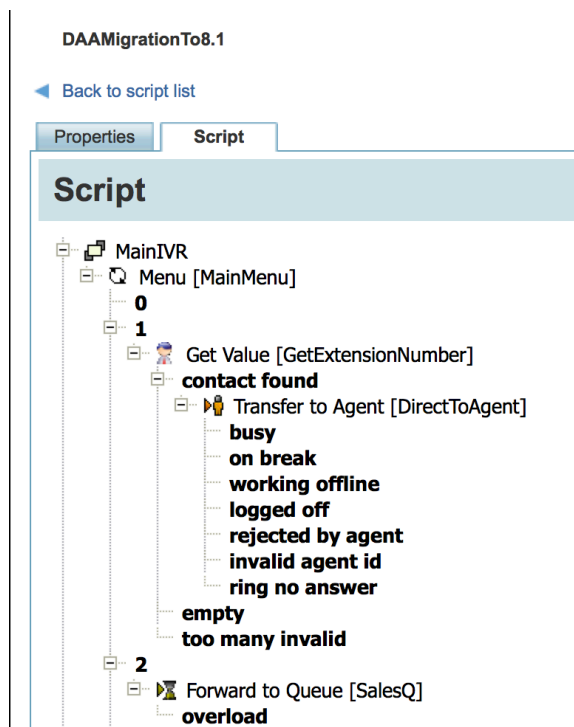 DAAMigrationTo8.1
Back to script list
Properties Script
Script
MainIVR
Menu [MainMenu]
0
1
Get Value [GetExtensionNumber]
contact found
Transfer to Agent [DirectToAgent]
busy
on break
working offline
logged off
rejected by agent
invalid agent id
ring no answer
empty
too many invalid
2
Forward to Queue [SalesQ]
overload